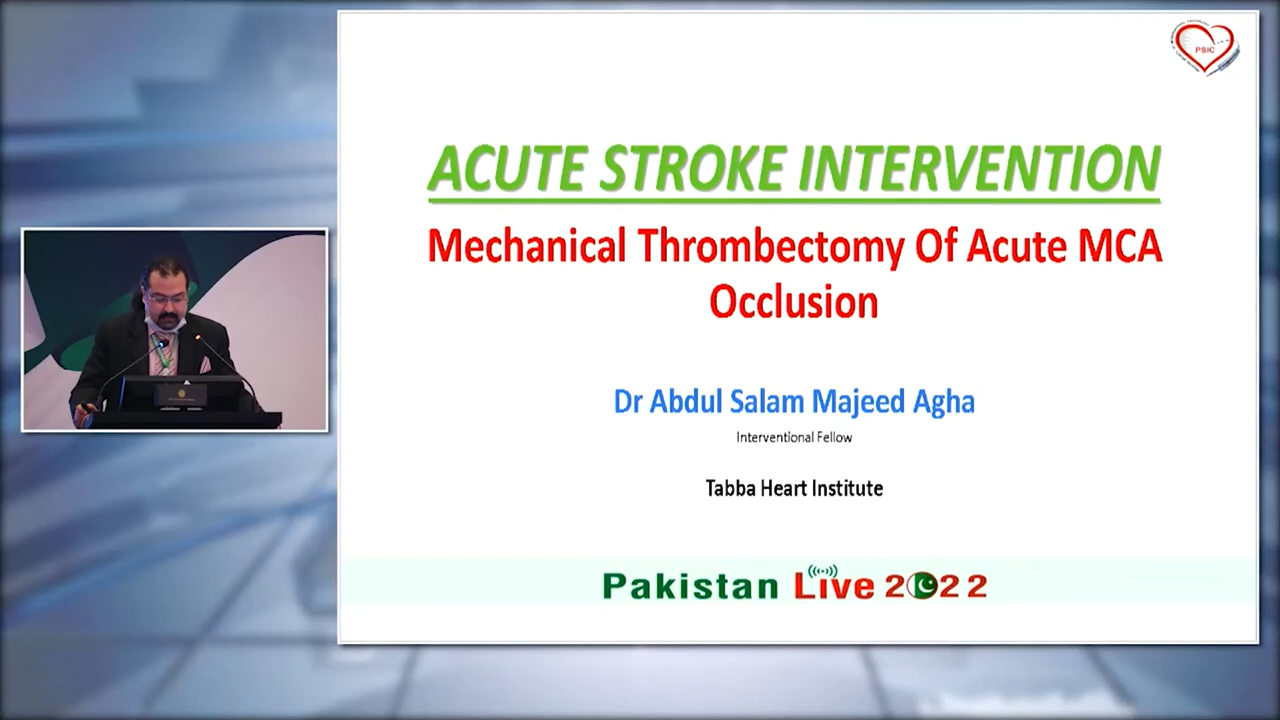 PSIC
ACUTE STROKE INTERVENTION
Mechanical Thrombectomy Of Acute MCA
Occlusion
Dr Abdul Salam Majeed Agha
Interventional Fellow
Tabba Heart Institute
Pakistan Live 2022